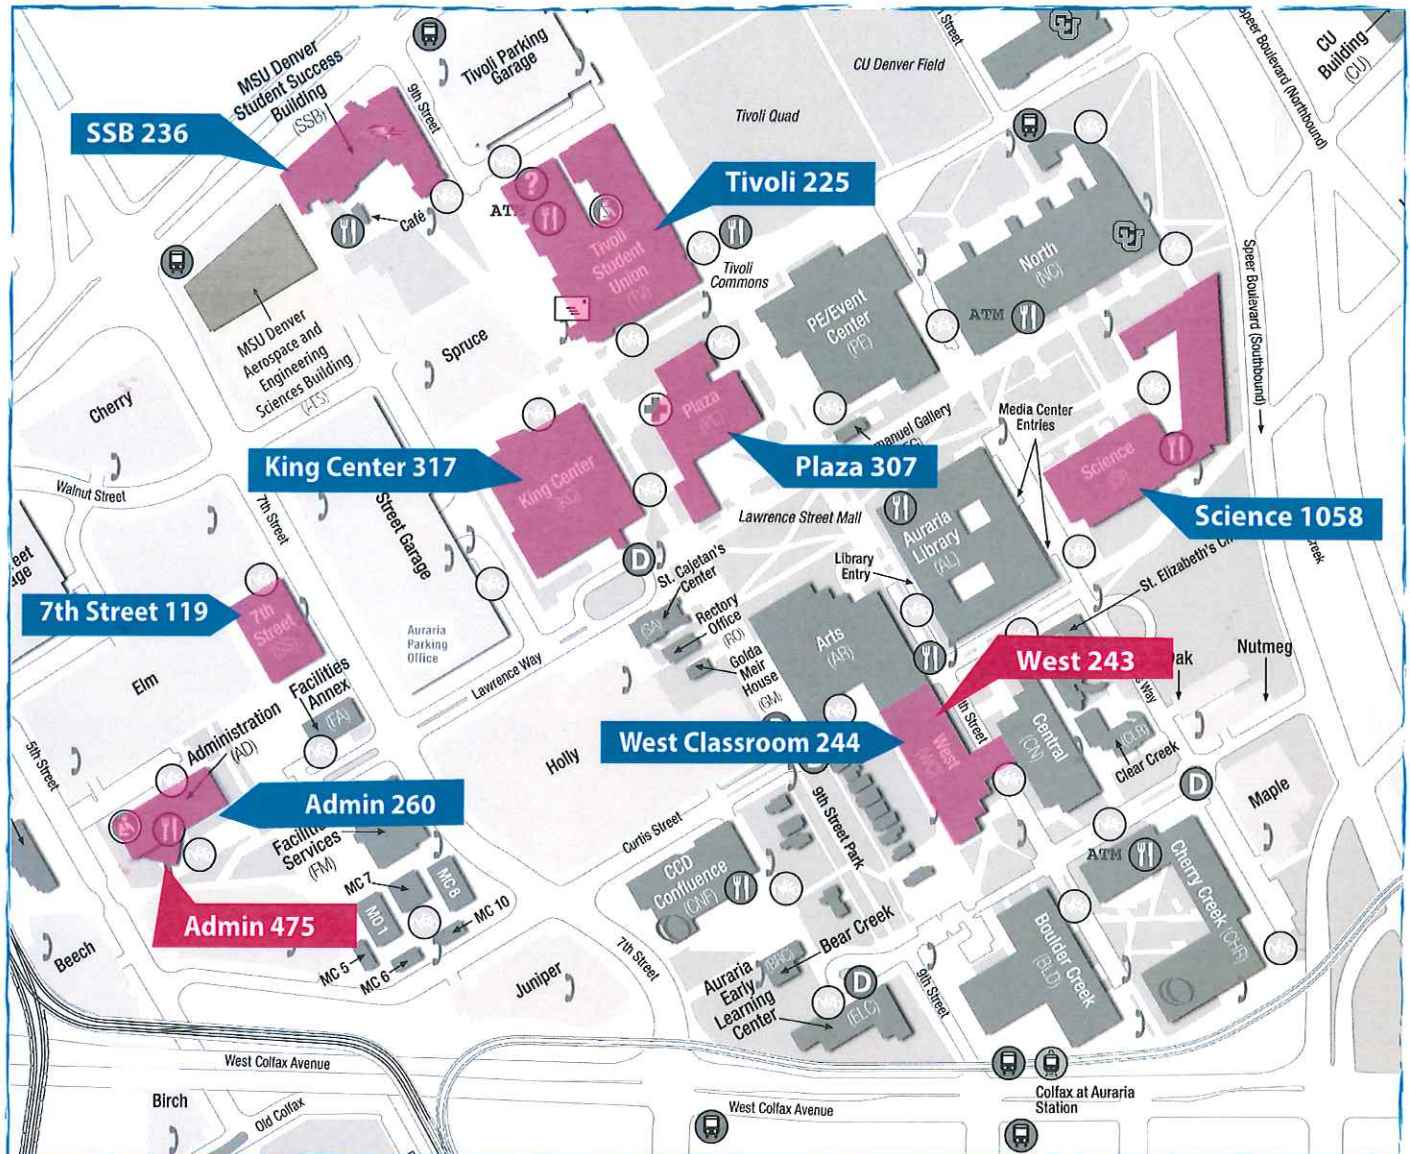 MSU Denver
Student Success
Building
(SSB)
SSB 236
9th Street
Tivoli Parking
Garage
CU Denver Field
Tivoli Quad
Street
Speer Boulevard (Northbound)
CU
Building
(CU)
Tivoli 225
Café
Tivoli
Student
Union
(TV)
Tivoli
Commons
PE/Event
Center
(PE)
North
(NC)
ATM
Speer Boulevard (Southbound)
MSU Denver
Aerospace and
Engineering
Sciences Building
(AES)
Spruce
Cherry
Plaza
(PL)
King Center 317
King Center
(KC)
Plaza 307
Media Center
Entries
Science
(SI)
Science 1058
Walnut Street
7th Street
Street Garage
Lawrence Street Mall
Auraria
Library
(AL)
Library
Entry
D
St. Cajetan's
Center
(SA)
Rectory
Office
(RO)
Golda
Meir
House
(GM)
7th Street 119
7th
Street
Auraria
Parking
Office
Lawrence Way
Arts
(AR)
West 243
Nutmeg
Elm
Facilities
Annex
(FA)
Administration
(AD)
5th Street
Holly
West Classroom 244
West
Central
(CN)
(CLR)
Clear Creek
D
Maple
Admin 260
Services
(FM)
Curtis Street
9th Street Park
CCD
Confluence
(CNF)
ATM
Cherry Creek (CHR)
MC 7
MC 8
MO 1
MC 10
MC 5
MC 6
Admin 475
Beech
Juniper
7th Street
Bear Creek
(BRC)
Auraria
Early
Learning
Center
(ELC)
D
9th Street
Boulder Creek
(BLD)
West Colfax Avenue
Birch
Old Colfax
West Colfax Avenue
Colfax at Auraria
Station